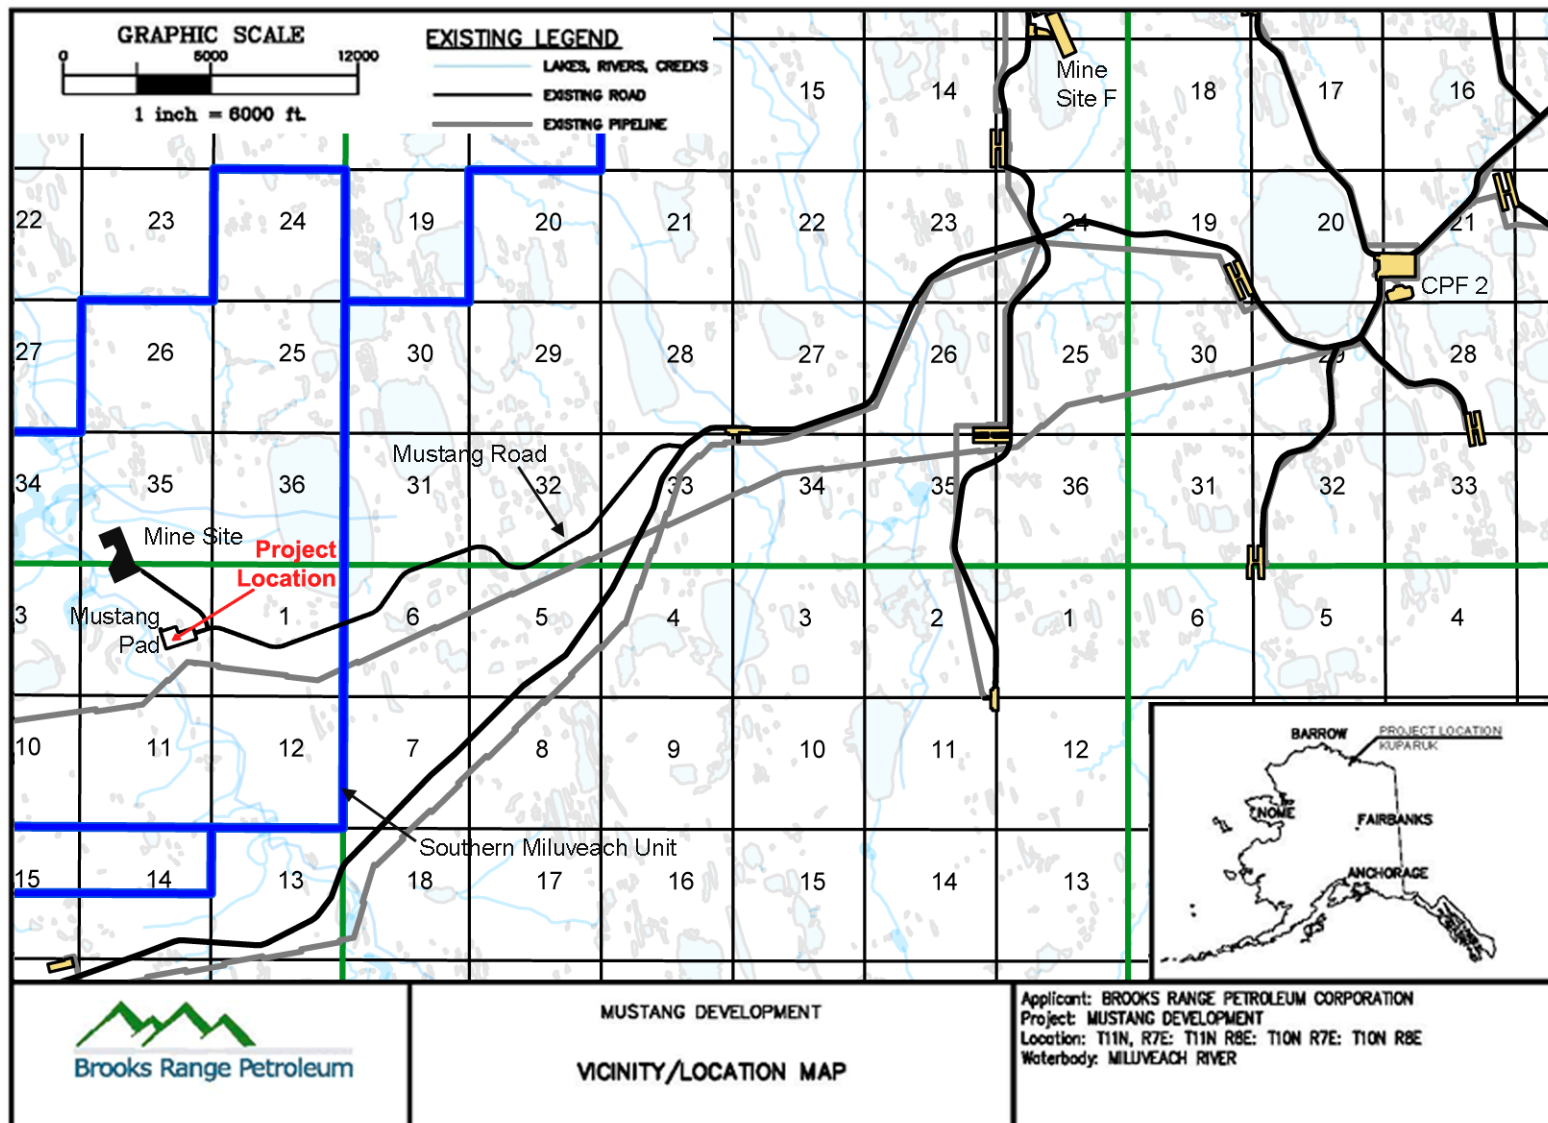 GRAPHIC SCALE
0 5000 12000
1 inch = 6000 ft.
EXISTING LEGEND
LAKES, RIVERS, CREEKS
EXISTING ROAD
EXISTING PIPELINE
15 14 Mine 18 17 16
Site F
22 23 24 19 20 21 22 23 24 19 20 21
CPF 2
27 26 25 30 29 28 27 26 25 30 29 28
Mustang Road
34 35 36 31 32 33 34 35 36 31 32 33
Mine Site
Project
Location
3 Mustang 1 6 5 4 3 2 1 6 5 4
Pad
10 11 12 7 8 9 10 11 12
Southern Miluveach Unit
15 14 13 18 17 16 15 14 13
BARROW
PROJECT LOCATION
KUPARUK
NOME
FAIRBANKS
ANCHORAGE
Brooks Range Petroleum
MUSTANG DEVELOPMENT
VICINITY/LOCATION MAP
Applicant: BROOKS RANGE PETROLEUM CORPORATION
Project: MUSTANG DEVELOPMENT
Location: T11N, R7E: T11N R8E: T10N R7E: T10N R8E
Waterbody: MILUVEACH RIVER